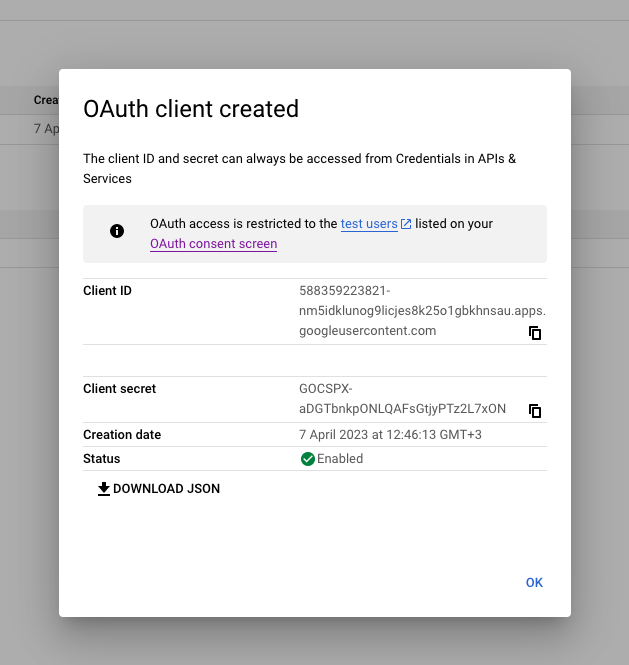 Crea
7 Ap
OAuth client created
The client ID and secret can always be accessed from Credentials in APIs &
Services
OAuth access is restricted to the test users listed on your
OAuth consent screen
Client ID
588359223821-
nm5idklunog9licjes8k25o1gbkhnsau.apps.
googleusercontent.com
Client secret
GOCSPX-
aDGTbnkpONLQAFsGtjyPTz2L7xON
Creation date
7 April 2023 at 12:46:13 GMT+3
Status
Enabled
DOWNLOAD JSON
OK